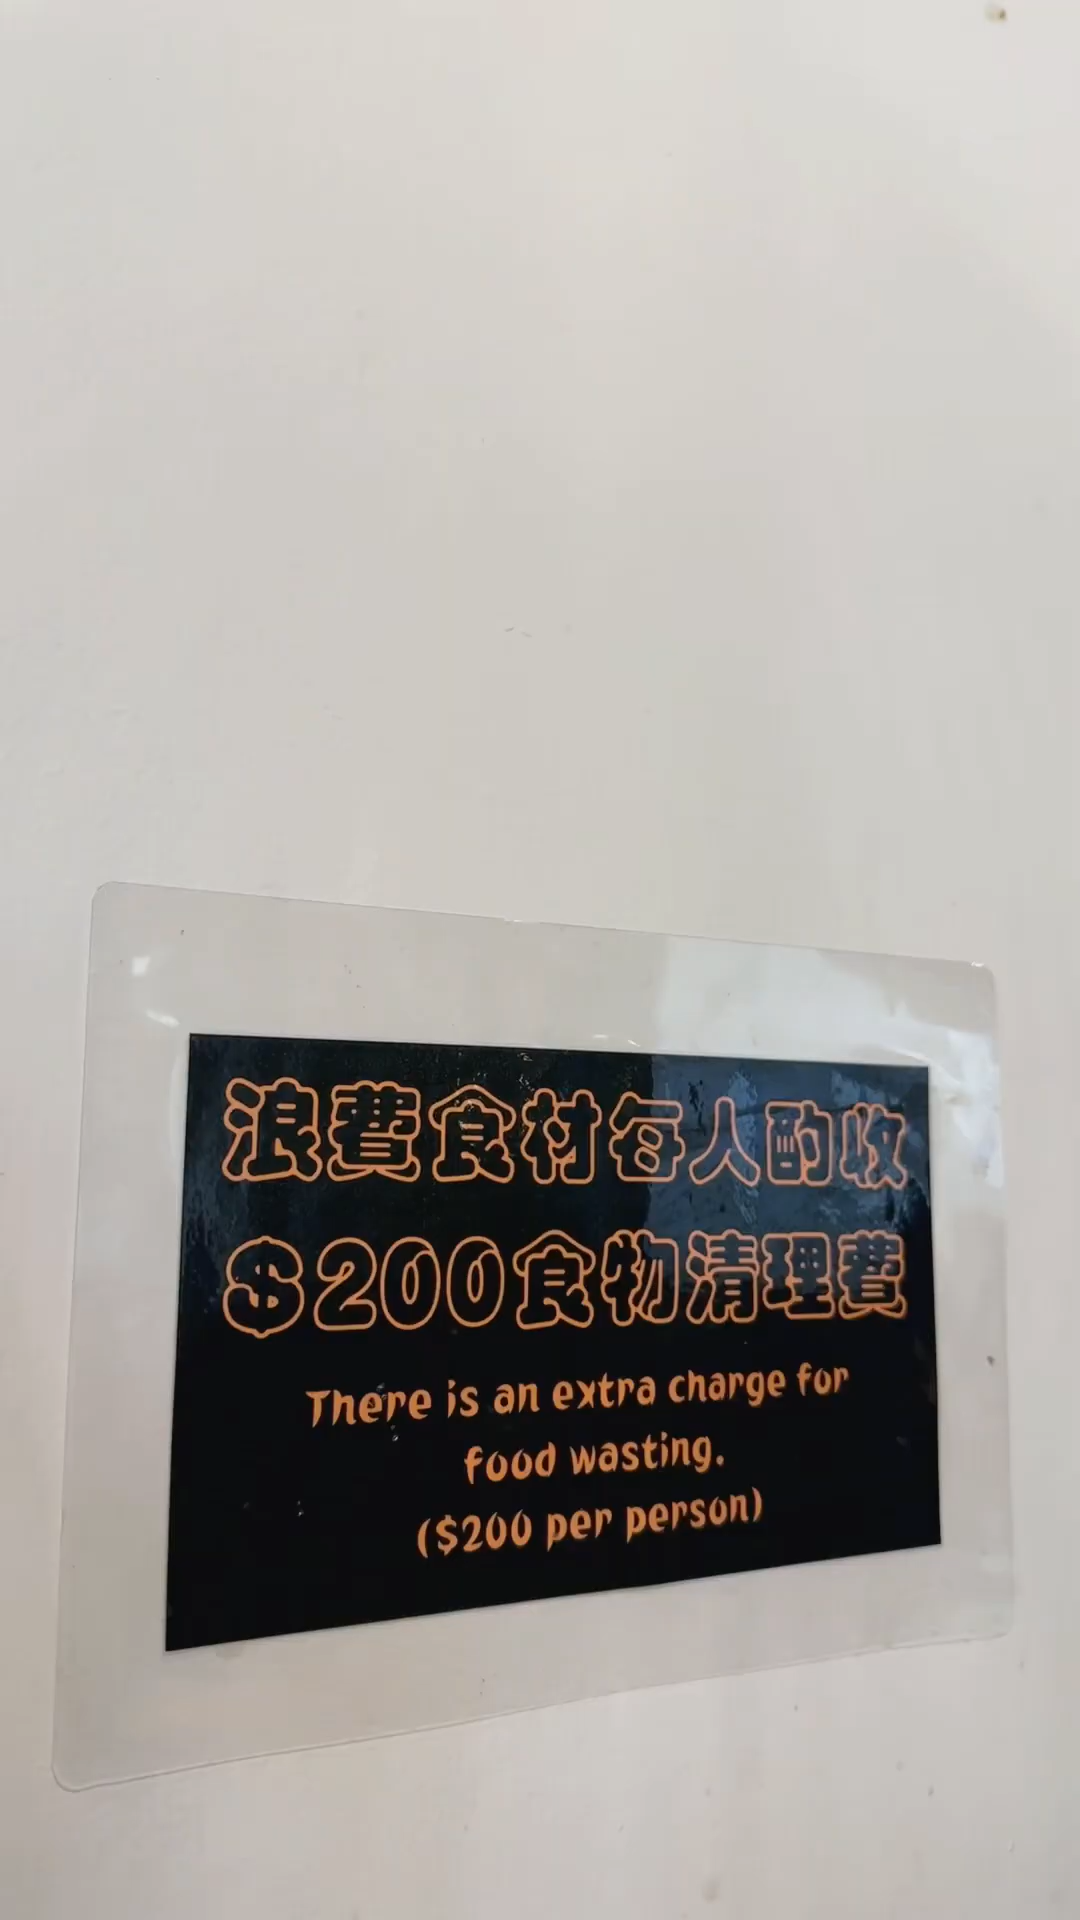 浪費食材每人酌收
$200食物清理費
There is an extra charge for
food wasting.
($200 per person)